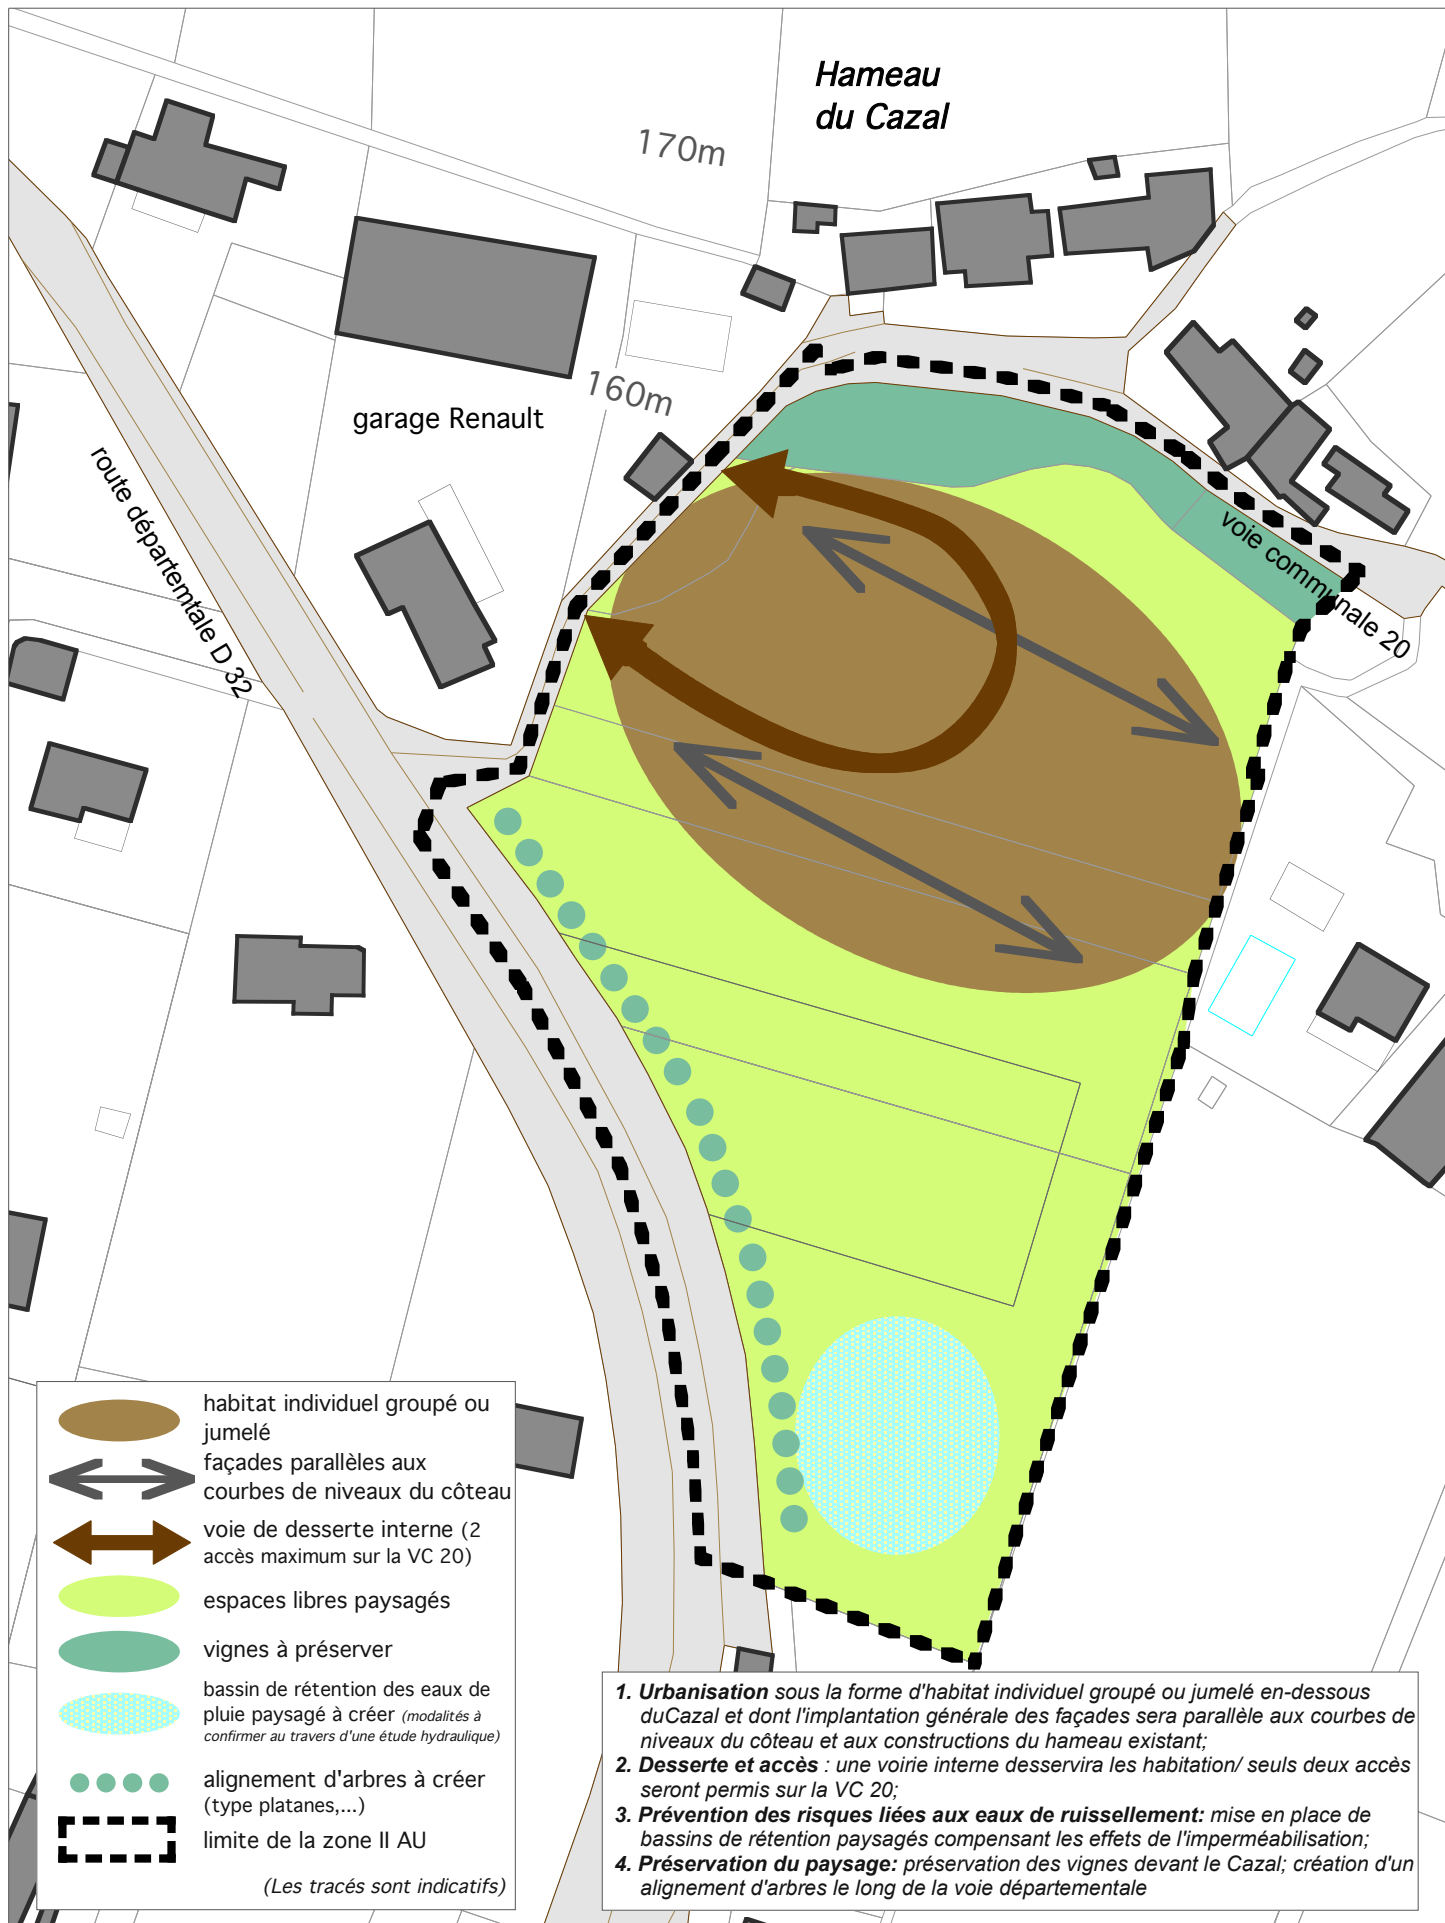 Hameau
du Cazal
170m
160m
garage Renault
route départemtale D 32
voie communale 20
habitat individuel groupé ou
jumelé
façades parallèles aux
courbes de niveaux du côteau
voie de desserte interne (2
accès maximum sur la VC 20)
espaces libres paysagés
vignes à préserver
bassin de rétention des eaux de
pluie paysagé à créer (modalités à
confirmer au travers d'une étude hydraulique)
alignement d'arbres à créer
(type platanes,...)
limite de la zone II AU
(Les tracés sont indicatifs)
1. Urbanisation sous la forme d'habitat individuel groupé ou jumelé en-dessous
duCazal et dont l'implantation générale des façades sera parallèle aux courbes de
niveaux du côteau et aux constructions du hameau existant;
2. Desserte et accès : une voirie interne desservira les habitation/ seuls deux accès
seront permis sur la VC 20;
3. Prévention des risques liées aux eaux de ruissellement: mise en place de
bassins de rétention paysagés compensant les effets de l'imperméabilisation;
4. Préservation du paysage: préservation des vignes devant le Cazal; création d'un
alignement d'arbres le long de la voie départementale